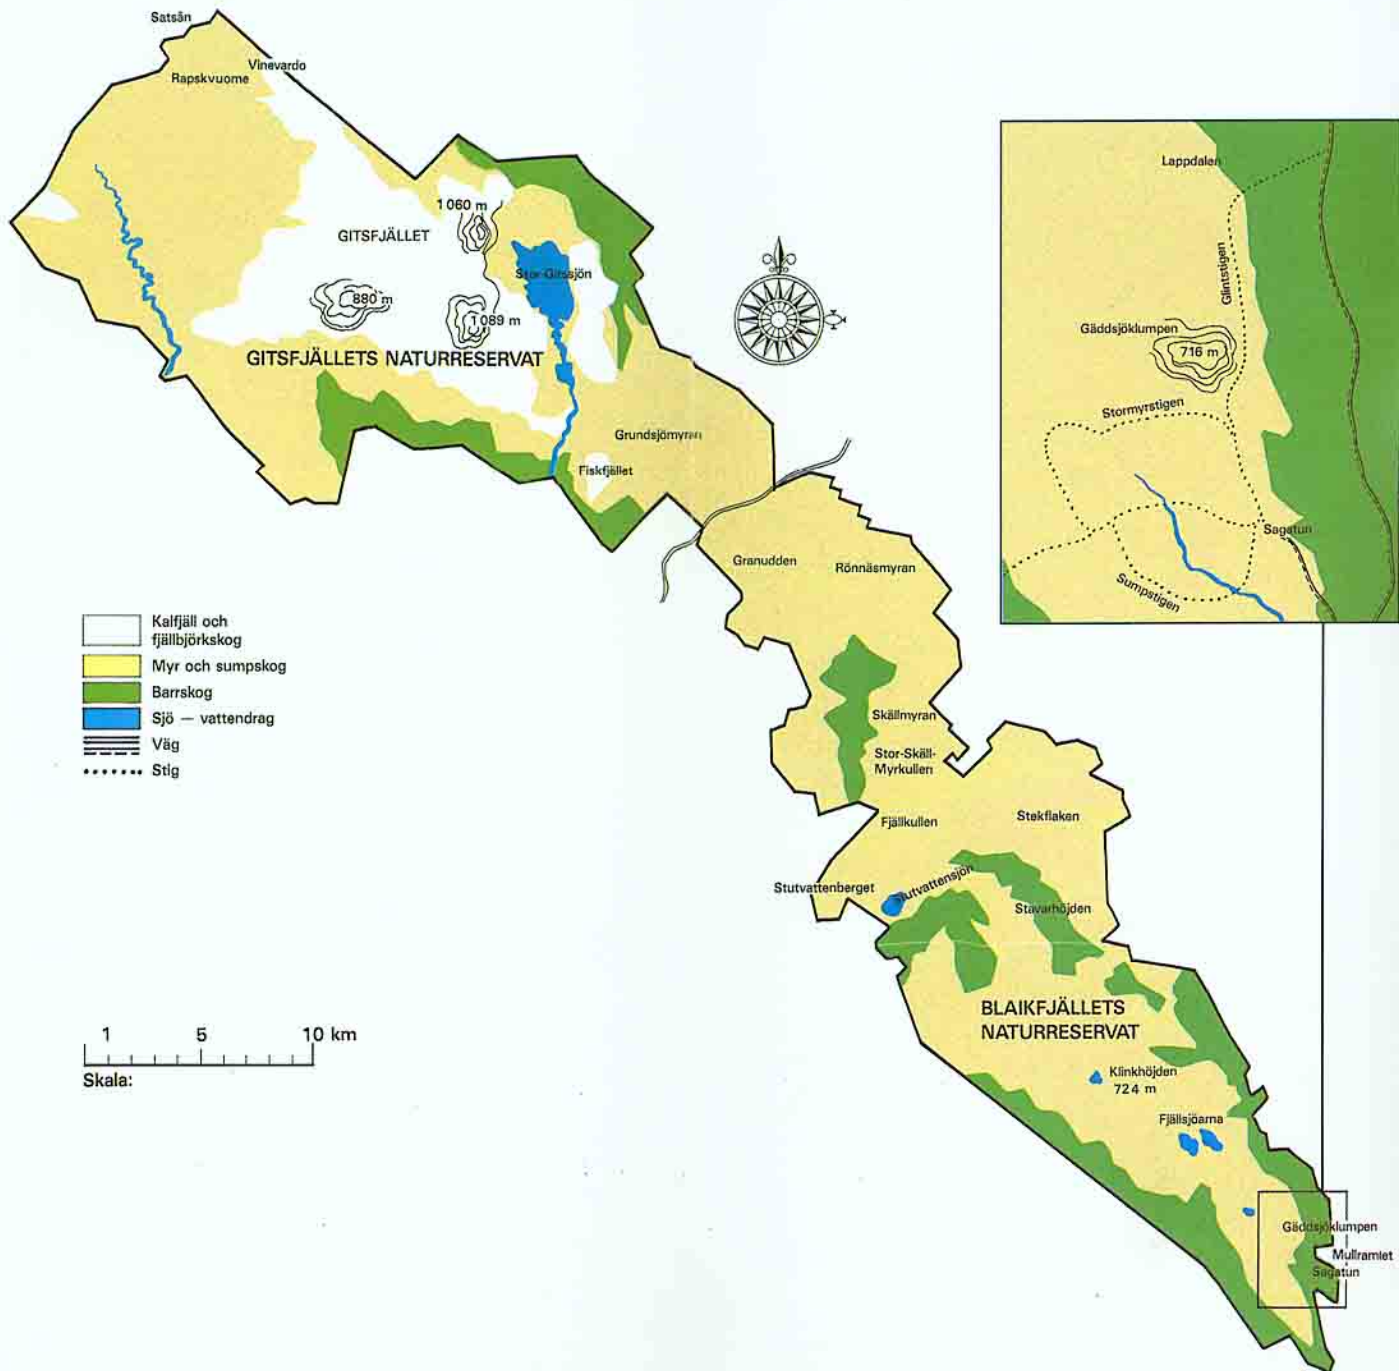 Satsån
Vinevardo
Rapskvuome
1 060 m
GITSFJÄLLET
Stor-Gitssjön
880 m
1 089 m
GITSFJÄLLETS NATURRESERVAT
Grundsjömyran
Fiskfjället
Lappdalen
Glintstigen
Gäddsjöklumpen
716 m
Stormyrstigen
Sagatun
Sumpstigen
Granudden
Rönnäsmyran
Kalfjäll och
fjällbjörkskog
Myr och sumpskog
Barrskog
Sjö — vattendrag
Väg
Stig
Skällmyran
Stor-Skäll-
Myrkullen
Fjällkullen
Stekflaken
Stutvattenberget
Stutvattensjön
Stavarhöjden
BLAIKFJÄLLETS
NATURRESERVAT
1 5 10 km
Skala:
Klinkhöjden
724 m
Fjällsjöarna
Gäddsjöklumpen
Mullramlet
Sagatun